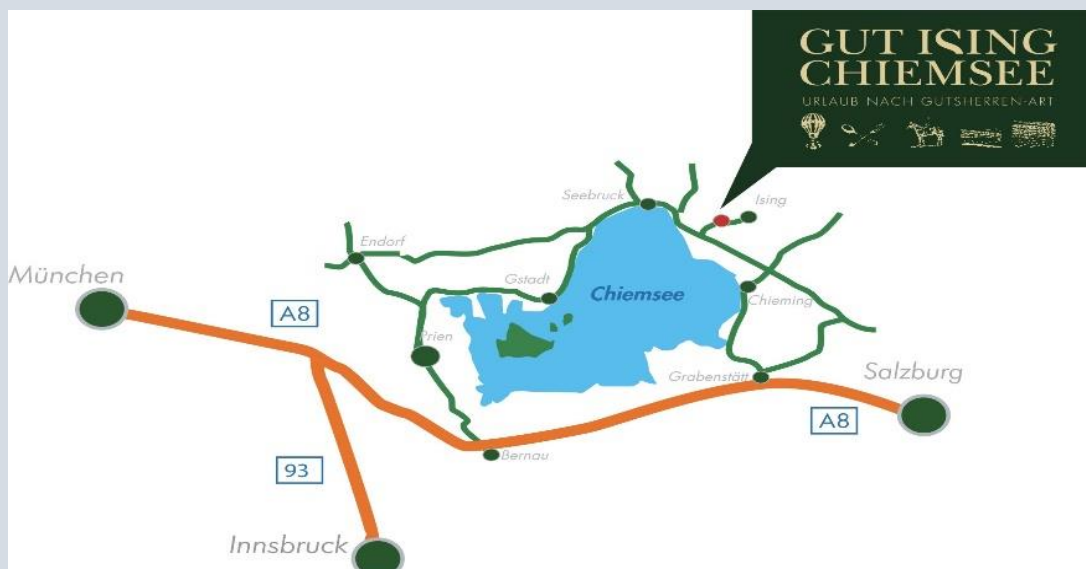 GUT ISING
CHIEMSEE
URLAUB NACH GUTSHERREN-ART
Seebruck
Ising
Endorf
München
Gstadt
Chiemsee
Chieming
A8
Prien
Grabenstätt
Salzburg
A8
Bernau
93
Innsbruck